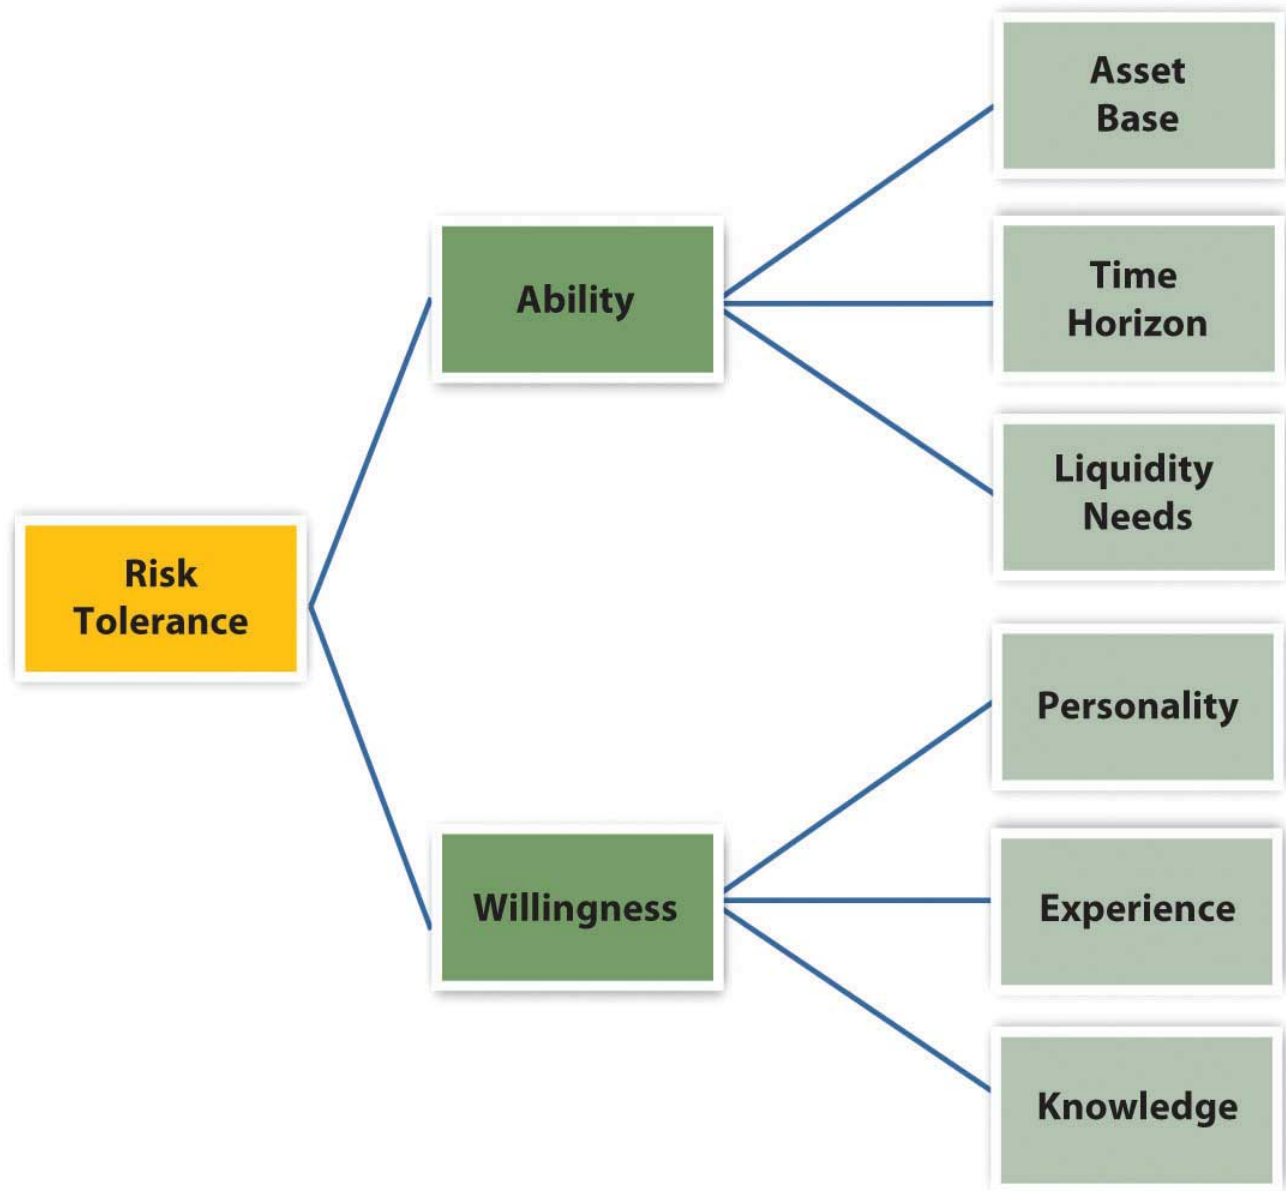 Risk
Tolerance
Ability
Willingness
Asset
Base
Time
Horizon
Liquidity
Needs
Personality
Experience
Knowledge